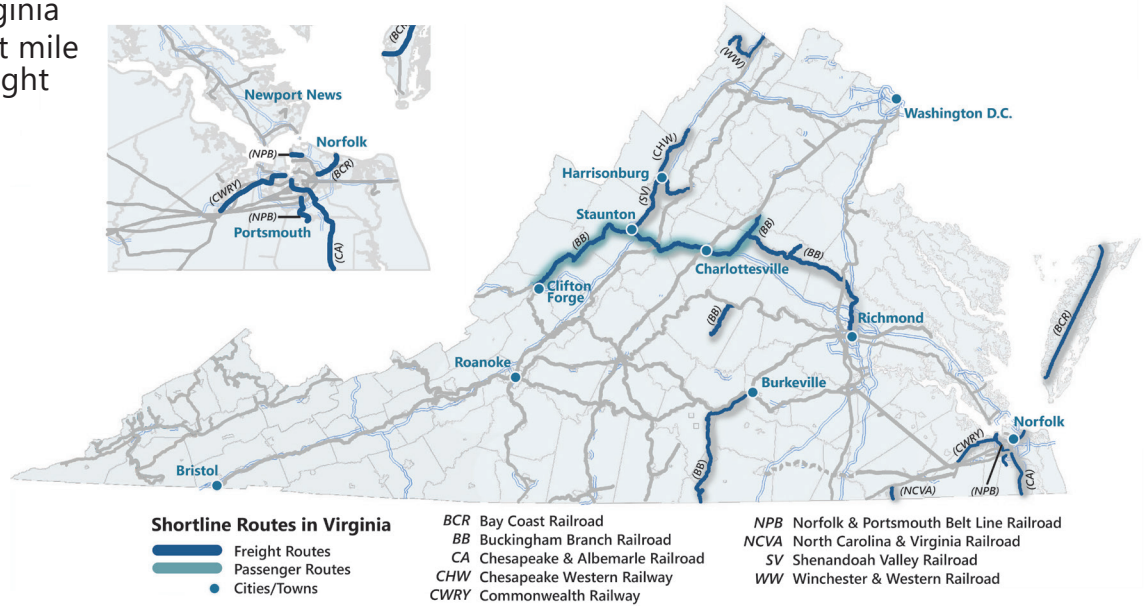 ginia
t mile
ight
(BCR)
Newport News
Norfolk
(NPB)
(BCR)
(CWRY)
(NPB)
Portsmouth
(CA)
(WW)
Washington D.C.
(CHW)
Harrisonburg
(SV)
Staunton
(BB)
(BB)
(BB)
Charlottesville
Clifton
Forge
(BB)
Richmond
(BCR)
Roanoke
Burkeville
Norfolk
(CWRY)
(BB)
Bristol
(NCVA)
(NPB)
(CA)
Shortline Routes in Virginia
Freight Routes
Passenger Routes
Cities/Towns
BCR Bay Coast Railroad
BB Buckingham Branch Railroad
CA Chesapeake & Albemarle Railroad
CHW Chesapeake Western Railway
CWRY Commonwealth Railway
NPB Norfolk & Portsmouth Belt Line Railroad
NCVA North Carolina & Virginia Railroad
SV Shenandoah Valley Railroad
WW Winchester & Western Railroad